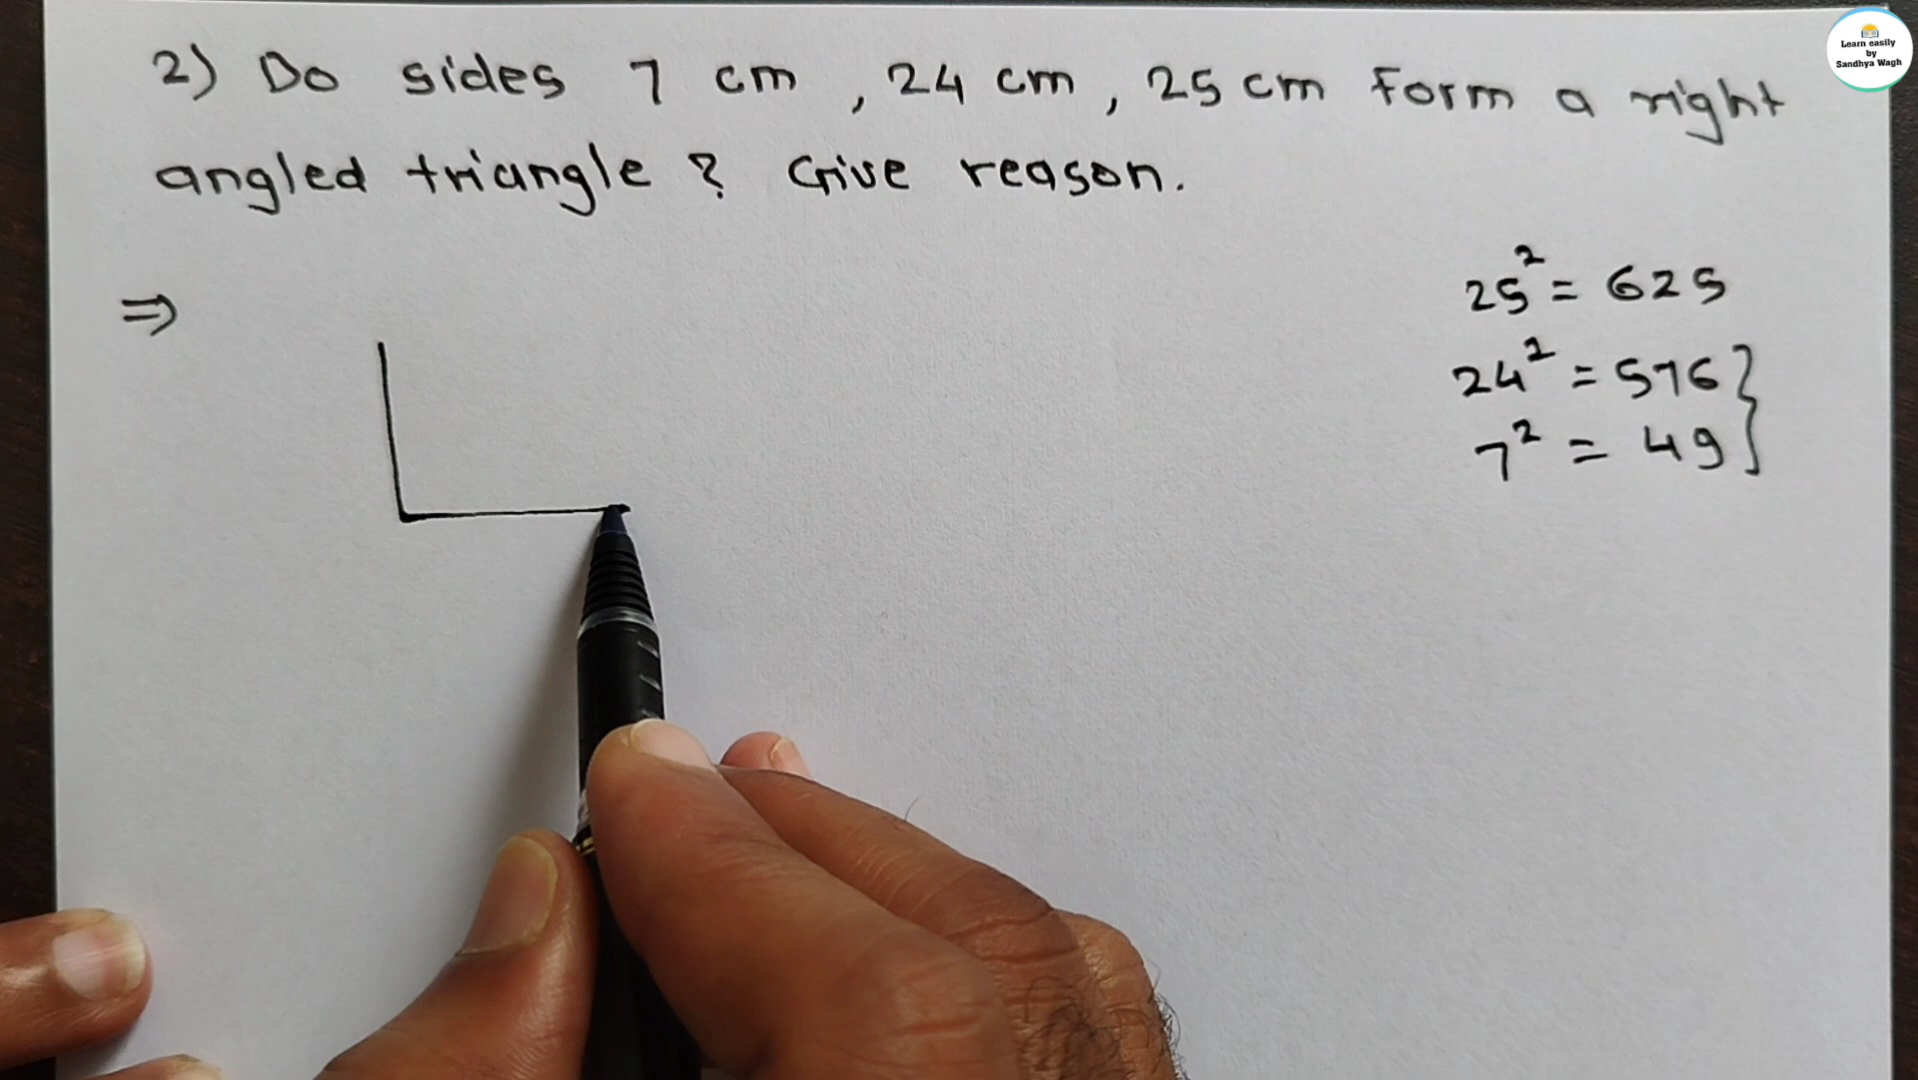 2) Do sides 7 cm, 24 cm, 25 cm form a right
angled triangle? Give reason.
⇒
25² = 625
24² = 576 }
7² = 49
Learn easily
by
Sandhya Wagh